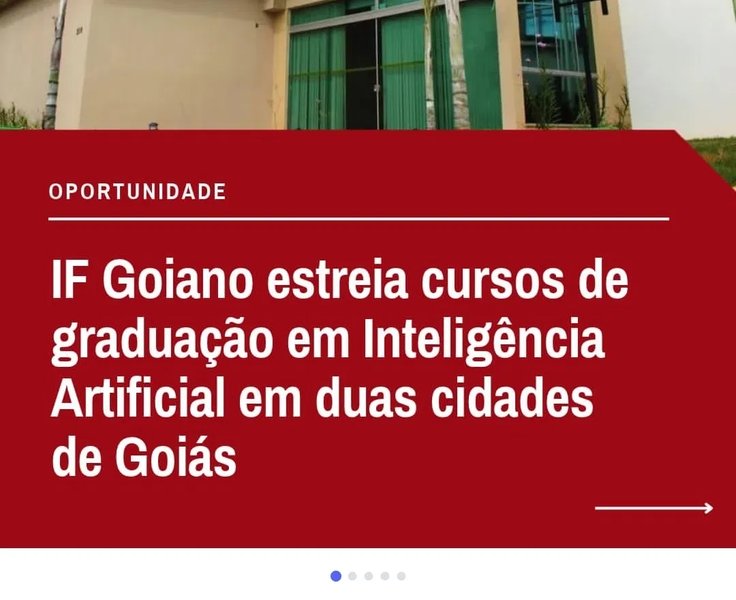 OPORTUNIDADE
IF Goiano estreia cursos de
graduação em Inteligência
Artificial em duas cidades
de Goiás